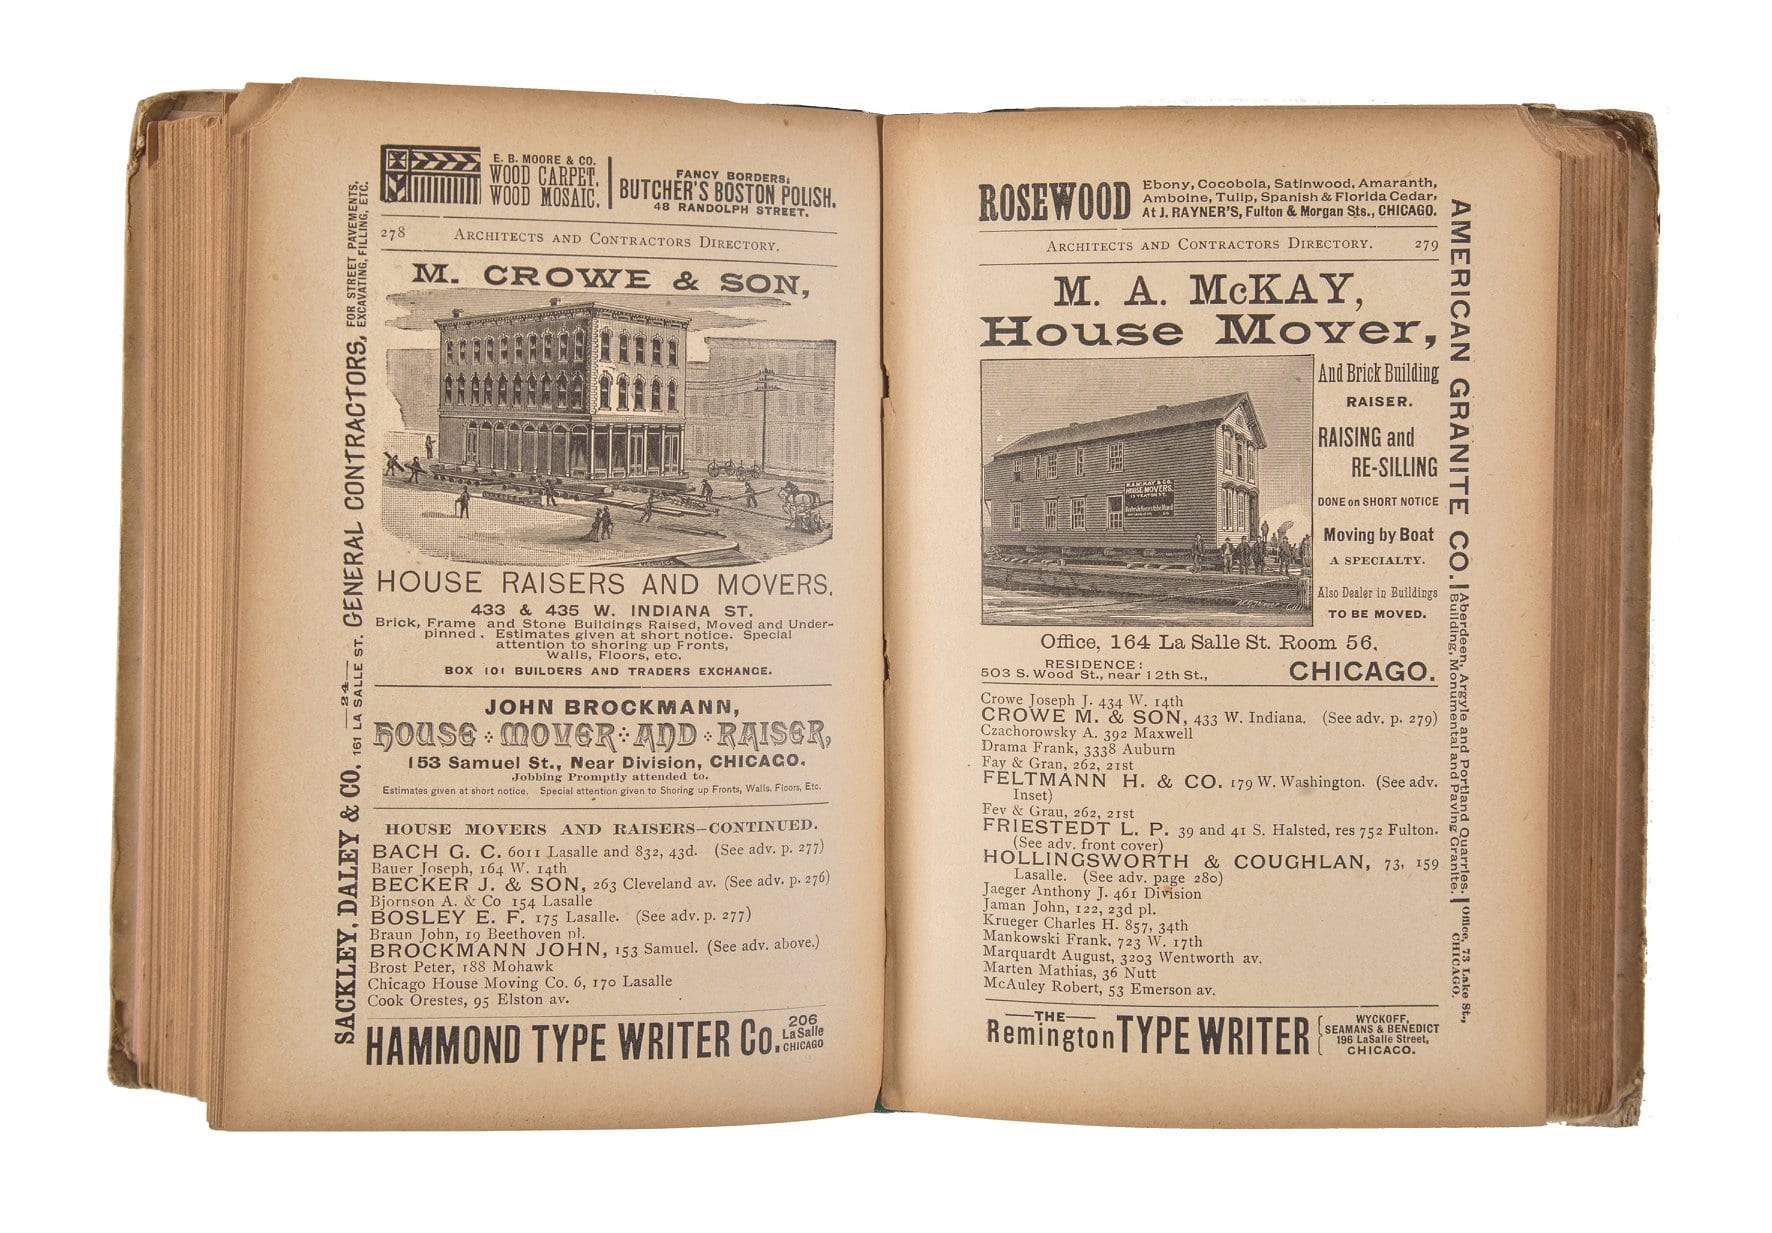 E. B. MOORE & CO.
WOOD CARPET.
WOOD MOSAIC.
FANCY BORDERS;
BUTCHER'S BOSTON POLISH.
48 RANDOLPH STREET.
278 ARCHITECTS AND CONTRACTORS DIRECTORY.
M. CROWE & SON,
HOUSE RAISERS AND MOVERS,
433 & 435 W. INDIANA ST.
Brick, Frame and Stone Buildings Raised, Moved and Under-
pinned. Estimates given at short notice. Special
attention to shoring up Fronts,
Walls, Floors, etc.
BOX 101 BUILDERS AND TRADERS EXCHANGE.
JOHN BROCKMANN,
HOUSE MOVER AND RAISER,
153 Samuel St., Near Division, CHICAGO.
Jobbing Promptly attended to.
Estimates given at short notice. Special attention given to Shoring up Fronts, Walls, Floors, Etc.
HOUSE MOVERS AND RAISERS—CONTINUED.
BACH G. C. 6011 Lasalle and 832, 43d. (See adv. p. 277)
Bauer Joseph, 164 W. 14th
BECKER J. & SON, 263 Cleveland av. (See adv. p. 276)
Bjornson A. & Co 154 Lasalle
BOSLEY E. F. 175 Lasalle. (See adv. p. 277)
Braun John, 19 Beethoven pl.
BROCKMANN JOHN, 153 Samuel. (See adv. above.)
Brost Peter, 188 Mohawk
Chicago House Moving Co. 6, 170 Lasalle
Cook Orestes, 95 Elston av.
HAMMOND TYPE WRITER Co.
206
LaSalle
CHICAGO
SACKLEY, DALEY & CO.
—24—
161 LA SALLE ST.
GENERAL CONTRACTORS,
FOR STREET PAVEMENTS,
EXCAVATING, FILLING, ETC.
ROSEWOOD
Ebony, Cocobola, Satinwood, Amaranth,
Amboine, Tulip, Spanish & Florida Cedar,
At J. RAYNER'S, Fulton & Morgan Sts., CHICAGO.
ARCHITECTS AND CONTRACTORS DIRECTORY. 279
M. A. McKAY,
House Mover,
And Brick Building
RAISER.
RAISING and
RE-SILLING
DONE on SHORT NOTICE
Moving by Boat
A SPECIALTY.
Also Dealer in Buildings
TO BE MOVED.
HOUSE MOVERS.
Office, 164 La Salle St. Room 56,
RESIDENCE:
503 S. Wood St., near 12th St.,
CHICAGO.
Crowe Joseph J. 434 W. 14th
CROWE M. & SON, 433 W. Indiana. (See adv. p. 279)
Czachorowsky A. 392 Maxwell
Drama Frank, 3338 Auburn
Fay & Gran, 262, 21st
FELTMANN H. & CO. 179 W. Washington. (See adv.
Inset)
Fev & Grau, 262, 21st
FRIESTEDT L. P. 39 and 41 S. Halsted, res 752 Fulton.
(See adv. front cover)
HOLLINGSWORTH & COUGHLAN, 73, 159
Lasalle. (See adv. page 280)
Jaeger Anthony J. 461 Division
Jaman John, 122, 23d pl.
Krueger Charles H. 857, 34th
Mankowski Frank, 723 W. 17th
Marquardt August, 3203 Wentworth av.
Marten Mathias, 36 Nutt
McAuley Robert, 53 Emerson av.
—THE—
Remington TYPE WRITER
WYCKOFF,
SEAMANS & BENEDICT
196 LaSalle Street,
CHICAGO.
AMERICAN GRANITE CO.
Aberdeen, Argyle and Portland Quarries.
Building, Monumental and Paving Granite.
Office, 73 Lake St.,
CHICAGO.